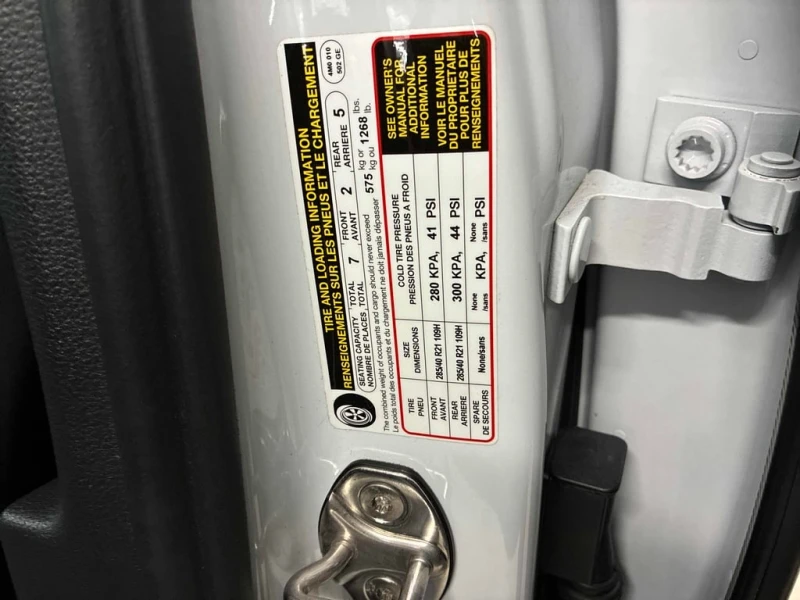 TIRE AND LOADING INFORMATION
RENSEIGNEMENTS SUR LES PNEUS ET LE CHARGEMENT
4M0 010
502 GE
SEATING CAPACITY TOTAL 7 FRONT 2 REAR 5
NOMBRE DE PLACES TOTAL AVANT ARRIERE
The combined weight of occupants and cargo should never exceed 575 kg or 1268 lbs.
Le poids total des occupants et du chargement ne doit jamais dépasser kg ou lb.
TIRE SIZE COLD TIRE PRESSURE
PNEU DIMENSIONS PRESSION DES PNEUS A FROID
FRONT 285/40 R21 109H 280 KPA, 41 PSI
AVANT
REAR 285/40 R21 109H 300 KPA, 44 PSI
ARRIERE
SPARE None/sans None KPA, None PSI
DE SECOURS /sans /sans
SEE OWNER'S
MANUAL FOR
ADDITIONAL
INFORMATION
VOIR LE MANUEL
DU PROPRIETAIRE
POUR PLUS DE
RENSEIGNEMENTS